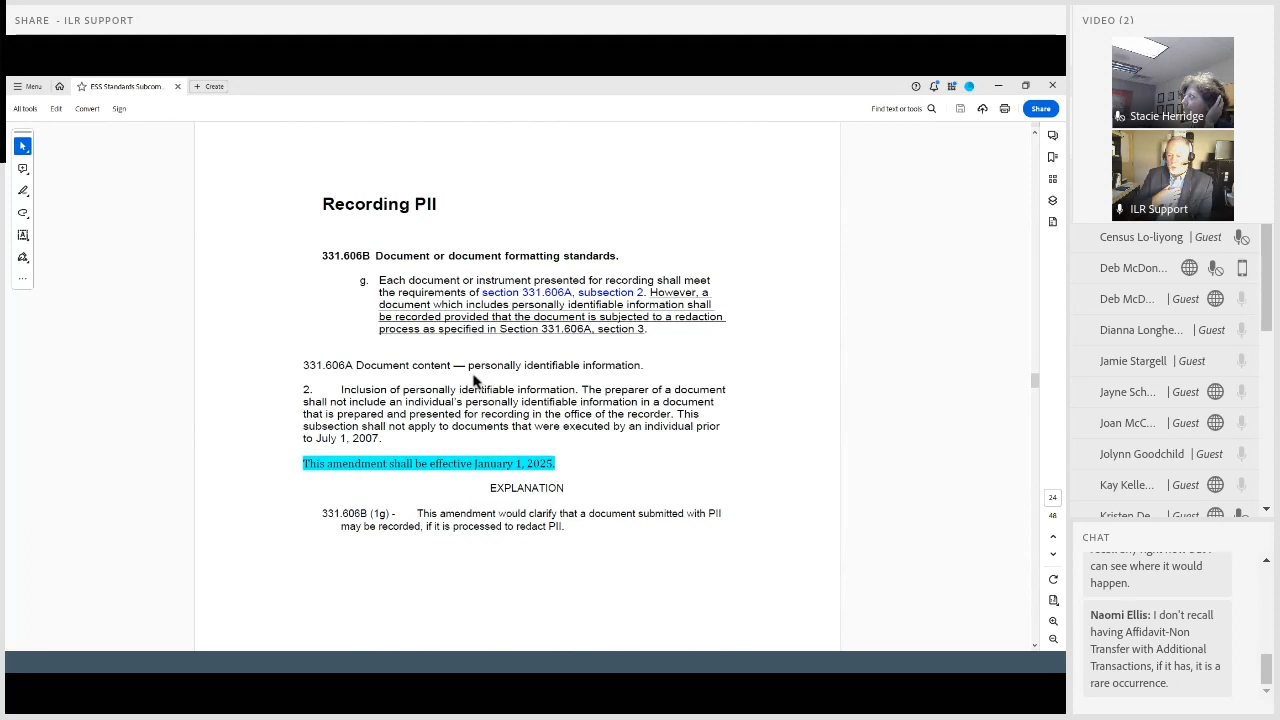 SHARE - ILR SUPPORT
Menu
ESS Standards Subcom...
Create
All tools
Edit
Convert
Sign
Find text or tools
Share
Recording PII
331.606B Document or document formatting standards.
g. Each document or instrument presented for recording shall meet
the requirements of section 331.606A, subsection 2. However, a
document which includes personally identifiable information shall
be recorded provided that the document is subjected to a redaction
process as specified in Section 331.606A, section 3.
331.606A Document content — personally identifiable information.
2. Inclusion of personally identifiable information. The preparer of a document
shall not include an individual's personally identifiable information in a document
that is prepared and presented for recording in the office of the recorder. This
subsection shall not apply to documents that were executed by an individual prior
to July 1, 2007.
This amendment shall be effective January 1, 2025.
EXPLANATION
331.606B (1g) - This amendment would clarify that a document submitted with PII
may be recorded, if it is processed to redact PII.
24
VIDEO (2)
Stacie Herridge
ILR Support
Census Lo-liyong | Guest
Deb McDon...
Deb McD... | Guest
Dianna Longhe... | Guest
Jamie Stargell | Guest
Jayne Sch... | Guest
Joan McC... | Guest
Jolynn Goodchild | Guest
Kay Kelle... | Guest
Kristen De... | Guest
CHAT
can see where it would
happen.
Naomi Ellis: I don't recall
having Affidavit-Non
Transfer with Additional
Transactions, if it has, it is a
rare occurrence.